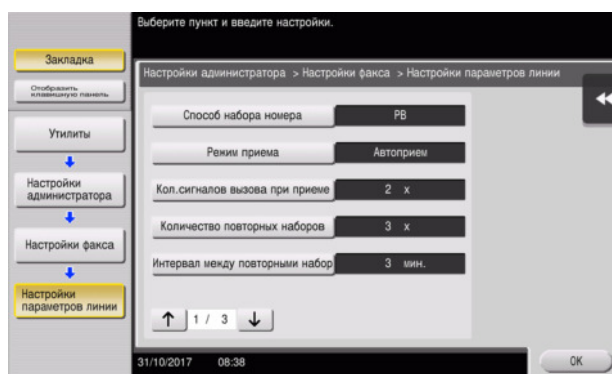 Выберите пункт и введите настройки.
Закладка
Отобразить
клавишную панель
Настройки администратора > Настройки факса > Настройки параметров линии
Утилиты
Настройки
администратора
Настройки факса
Настройки
параметров линии
Способ набора номера
PB
Режим приема
Автоприем
Кол.сигналов вызова при приеме
2 x
Количество повторных наборов
3 x
Интервал между повторными набор
3 мин.
1 / 3
31/10/2017 08:38
OK